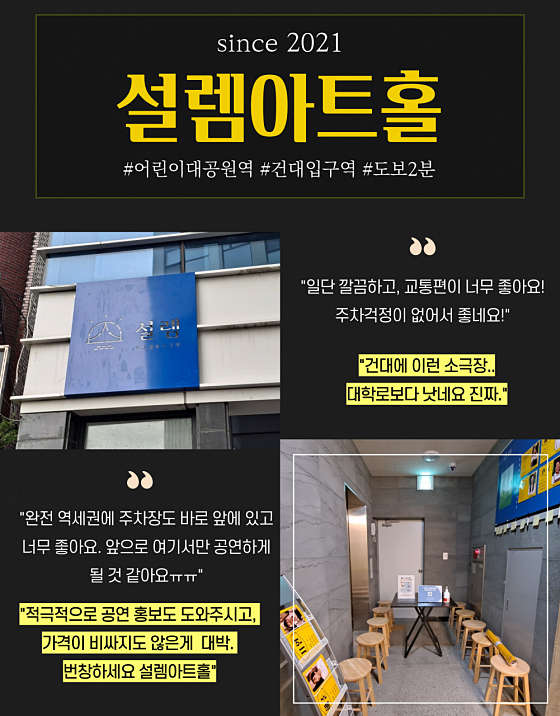 since 2021
설렘아트홀
#어린이대공원역 #건대입구역 #도보2분
"일단 깔끔하고, 교통편이 너무 좋아요!
주차걱정이 없어서 좋네요!"
"건대에 이런 소극장..
대학로보다 낫네요 진짜."
설렘
"완전 역세권에 주차장도 바로 앞에 있고
너무 좋아요. 앞으로 여기서만 공연하게
될 것 같아요ㅠㅠ"
"적극적으로 공연 홍보도 도와주시고,
가격이 비싸지도 않은게 대박.
번창하세요 설렘아트홀"